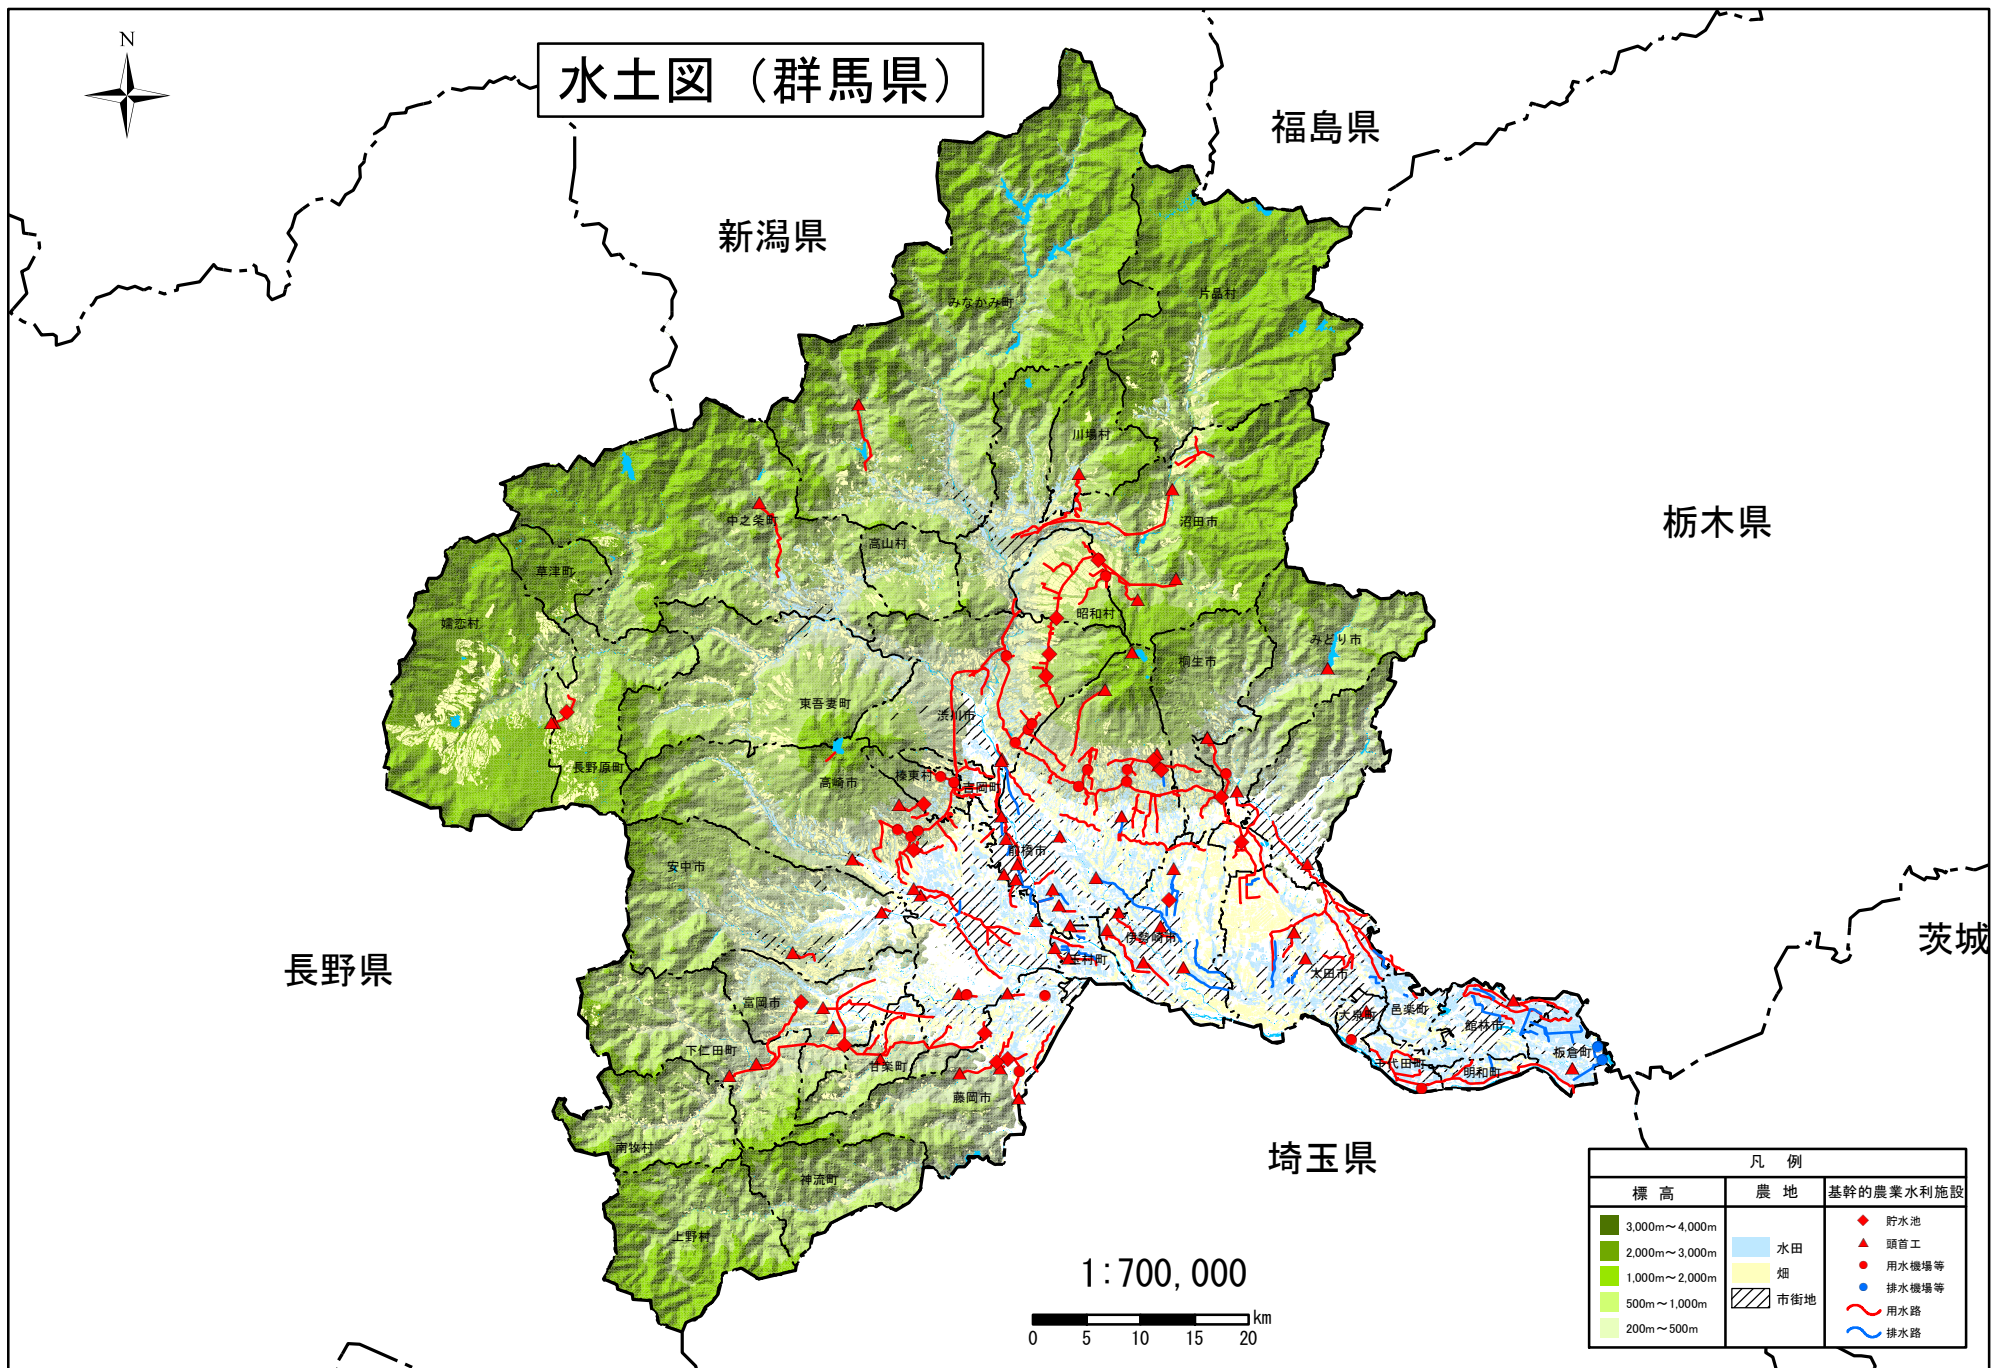 N
水土図（群馬県）
福島県
新潟県
みなかみ町
片品村
川場村
栃木県
中之条町
沼田市
高山村
草津町
昭和村
嬬恋村
みどり市
桐生市
東吾妻町
渋川市
長野原町
高崎市
榛東村
吉岡町
前橋市
安中市
茨城
伊勢崎市
玉村町
太田市
長野県
富岡市
大泉町
邑楽町
館林市
下仁田町
甘楽町
千代田町
明和町
板倉町
藤岡市
南牧村
神流町
埼玉県
上野村
1:700,000
km
0 5 10 15 20
凡 例
標 高
農 地
基幹的農業水利施設
3,000m～4,000m
2,000m～3,000m
1,000m～2,000m
500m～1,000m
200m～500m
水田
畑
市街地
貯水池
頭首工
用水機場等
排水機場等
用水路
排水路